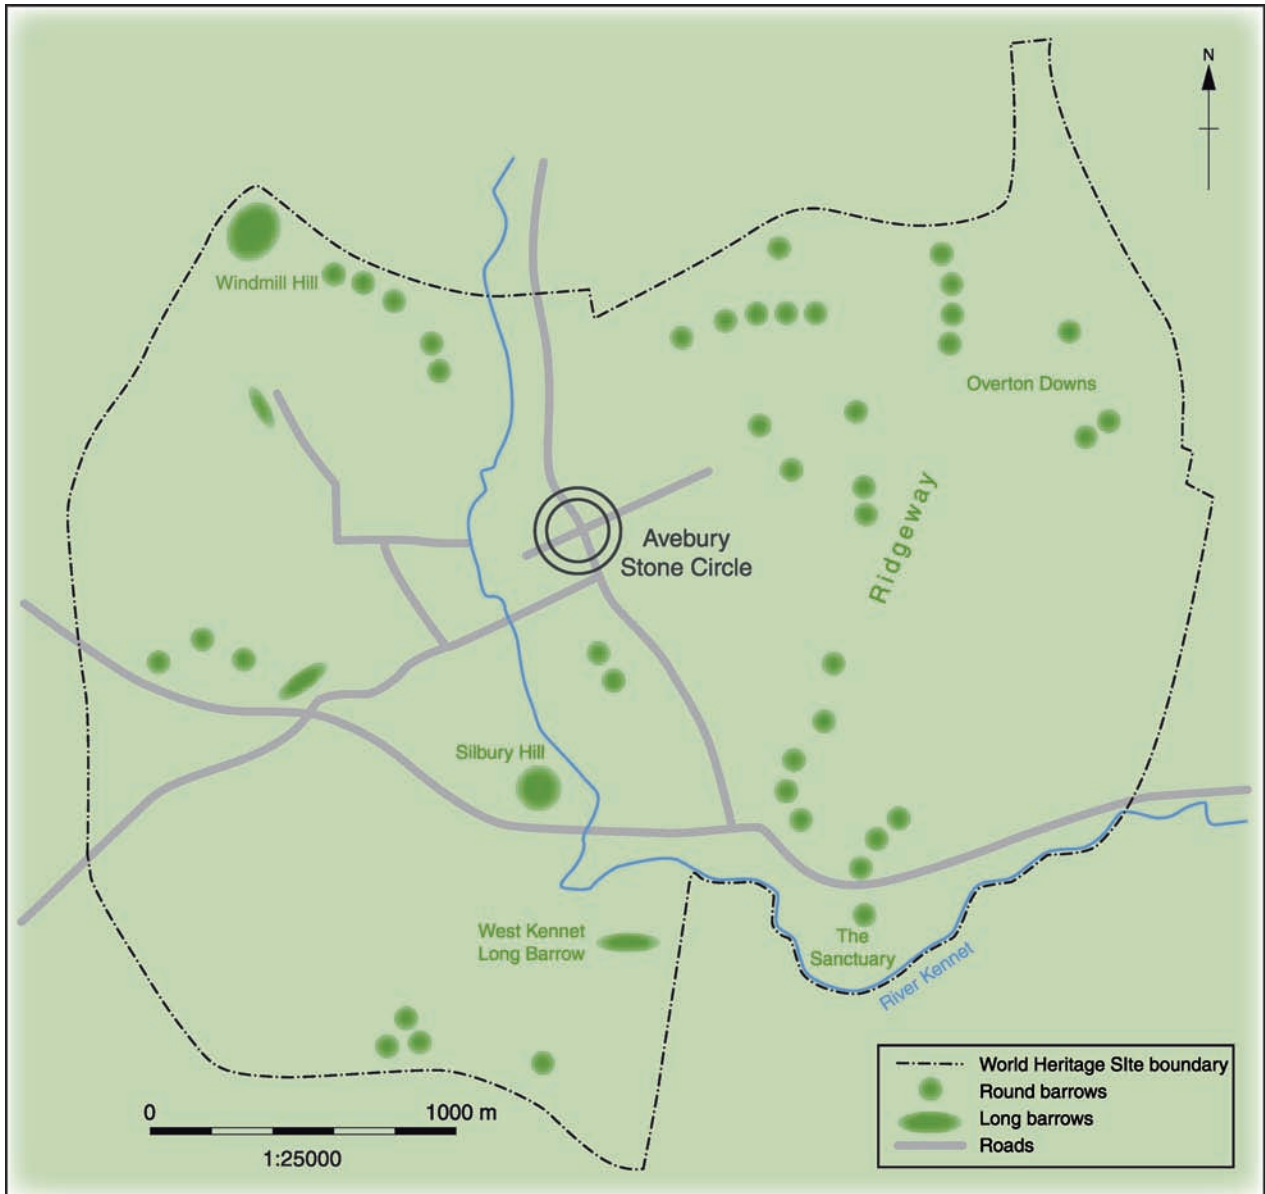 N
Windmill Hill
Overton Downs
Ridgeway
Avebury
Stone Circle
Silbury Hill
West Kennet
Long Barrow
The
Sanctuary
River Kennet
World Heritage SIte boundary
Round barrows
Long barrows
Roads
0 1000 m
1:25000